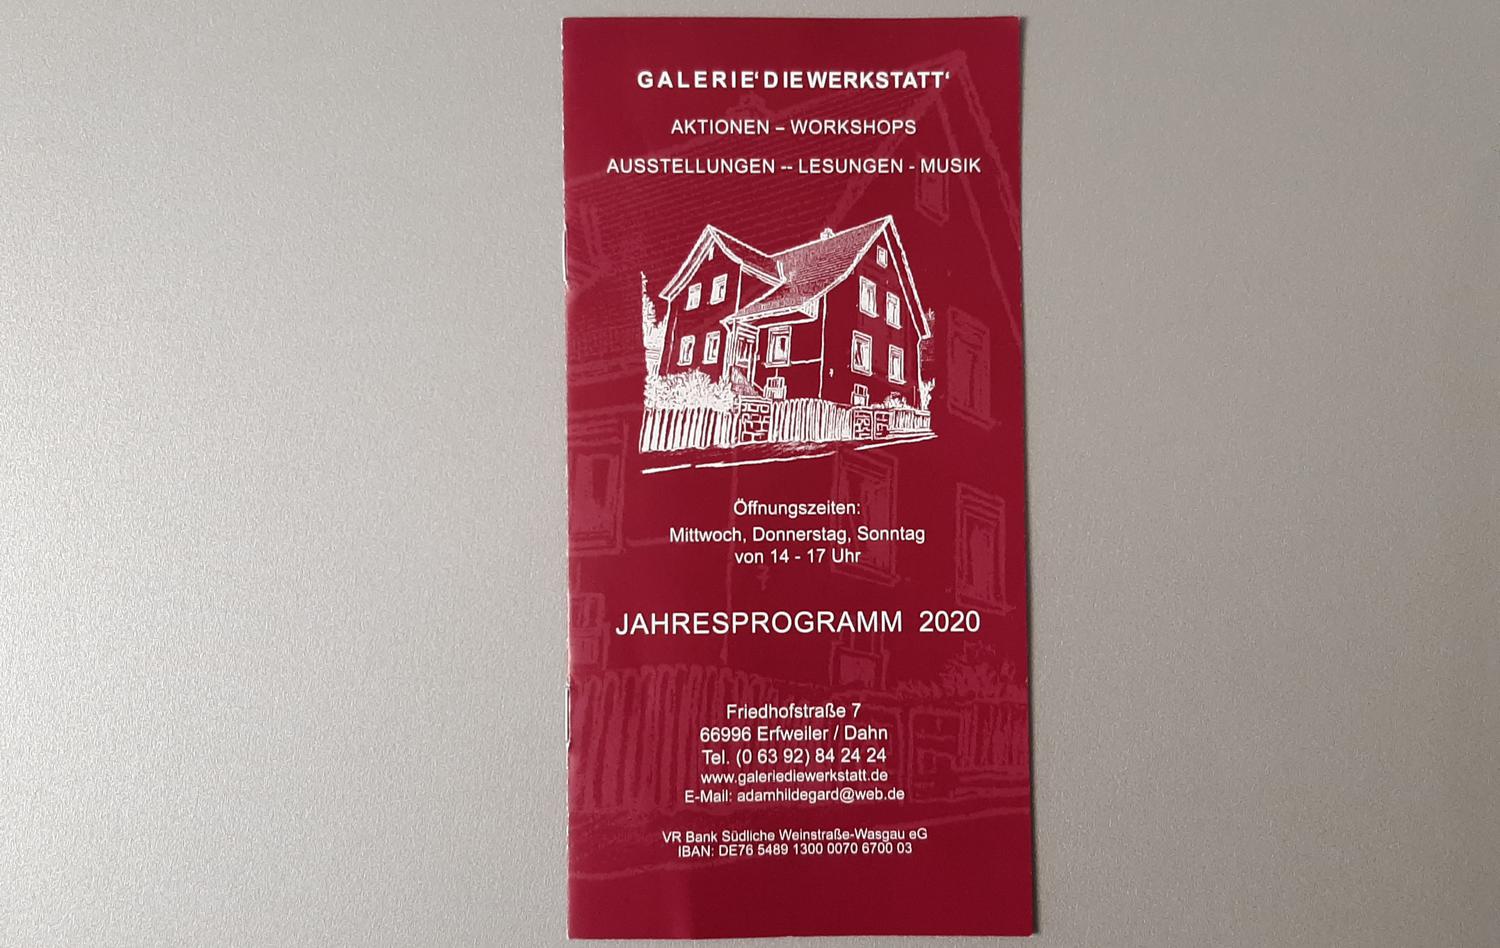 GALERIE'DIEWERKSTATT'
AKTIONEN – WORKSHOPS
AUSSTELLUNGEN -- LESUNGEN - MUSIK
Öffnungszeiten:
Mittwoch, Donnerstag, Sonntag
von 14 - 17 Uhr
JAHRESPROGRAMM 2020
Friedhofstraße 7
66996 Erfweiler / Dahn
Tel. (0 63 92) 84 24 24
www.galeriediewerkstatt.de
E-Mail: adamhildegard@web.de
VR Bank Südliche Weinstraße-Wasgau eG
IBAN: DE76 5489 1300 0070 6700 03